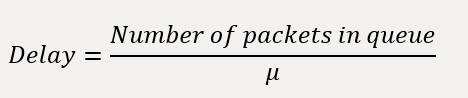 Delay = Number of packets in queue / μ